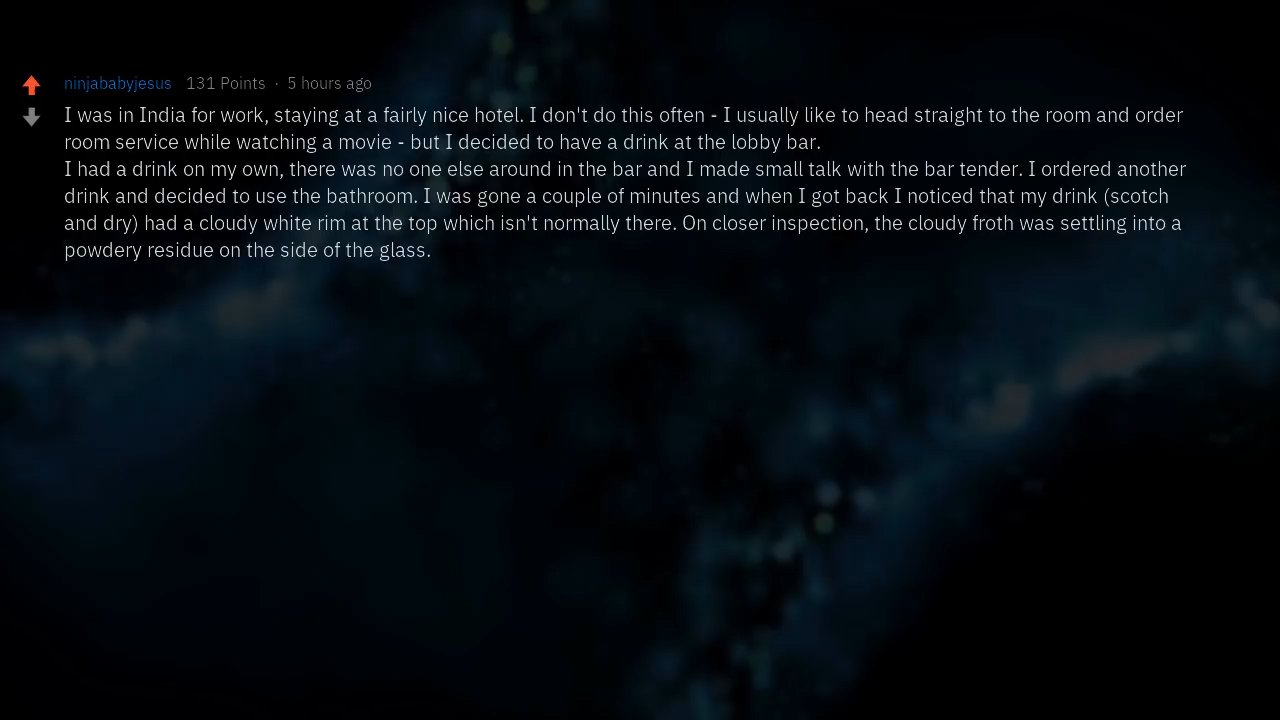 ninjababyjesus 131 Points · 5 hours ago
I was in India for work, staying at a fairly nice hotel. I don't do this often - I usually like to head straight to the room and order
room service while watching a movie - but I decided to have a drink at the lobby bar.
I had a drink on my own, there was no one else around in the bar and I made small talk with the bar tender. I ordered another
drink and decided to use the bathroom. I was gone a couple of minutes and when I got back I noticed that my drink (scotch
and dry) had a cloudy white rim at the top which isn't normally there. On closer inspection, the cloudy froth was settling into a
powdery residue on the side of the glass.